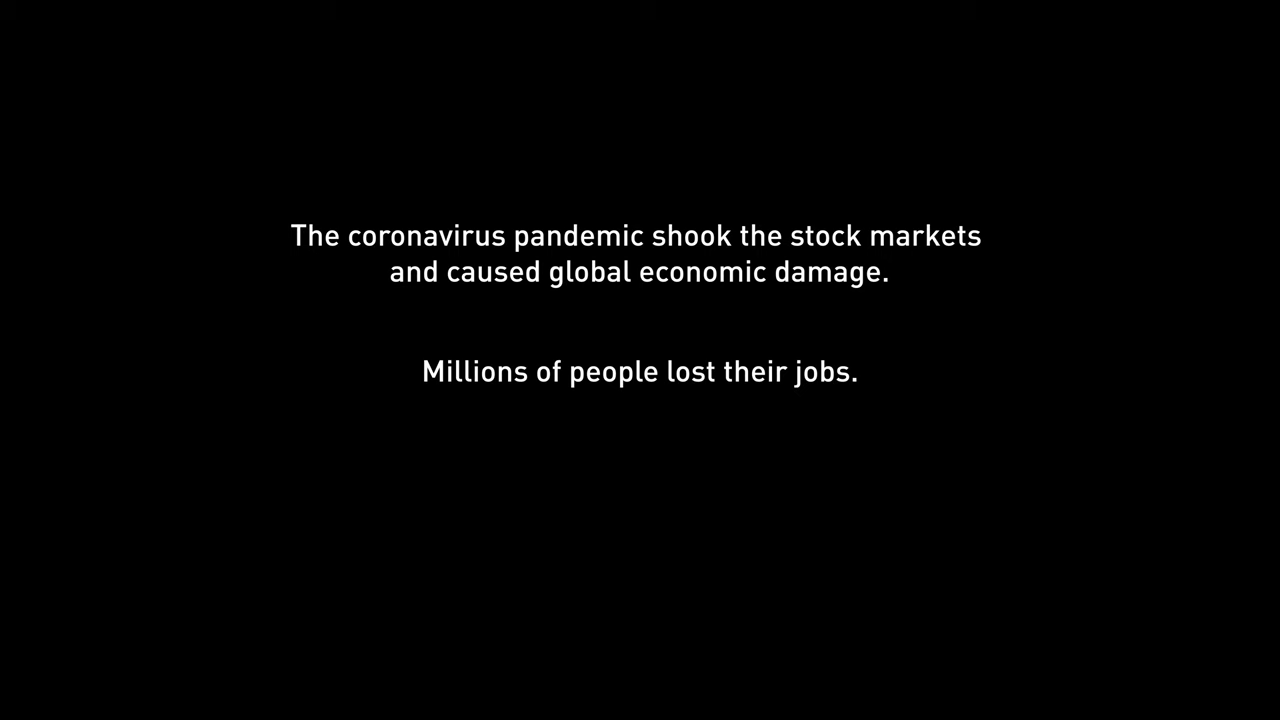 The coronavirus pandemic shook the stock markets
and caused global economic damage.
Millions of people lost their jobs.